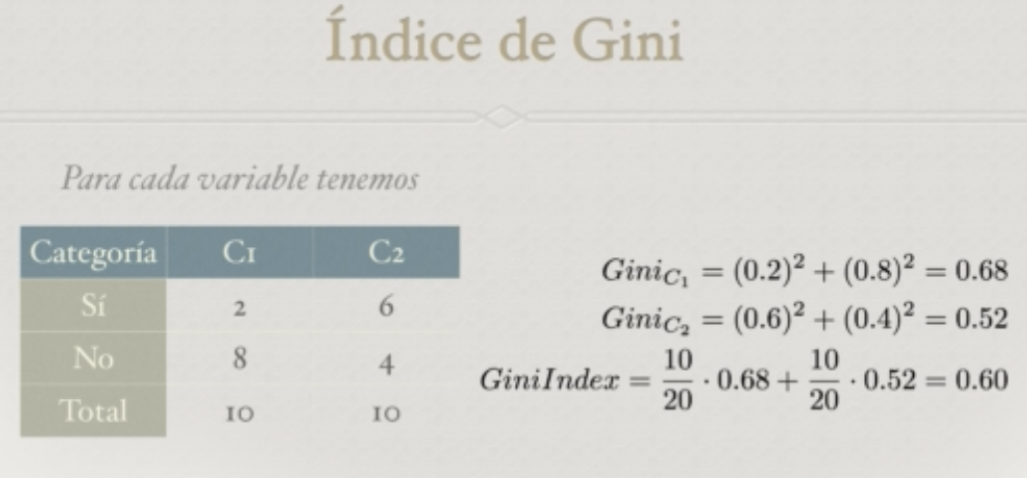 Índice de Gini
Para cada variable tenemos
Categoría C1 C2
Sí 2 6
No 8 4
Total 10 10
Gini_{C_1} = (0.2)^2 + (0.8)^2 = 0.68
Gini_{C_2} = (0.6)^2 + (0.4)^2 = 0.52
GiniIndex = \frac{10}{20} · 0.68 + \frac{10}{20} · 0.52 = 0.60